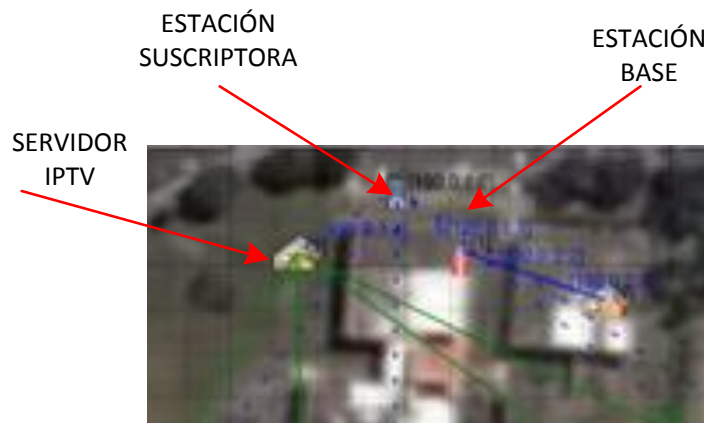 ESTACIÓN
SUSCRIPTORA
ESTACIÓN
BASE
SERVIDOR
IPTV